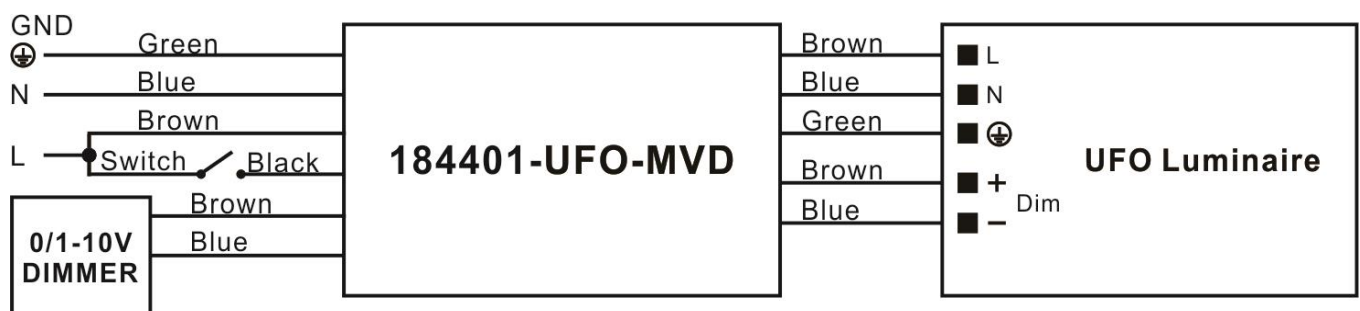 GND
Green
N
Blue
Brown
L
Switch
Black
Brown
Blue
0/1-10V
DIMMER
184401-UFO-MVD
Brown
Blue
Green
Brown
Blue
L
N
+
Dim
−
UFO Luminaire